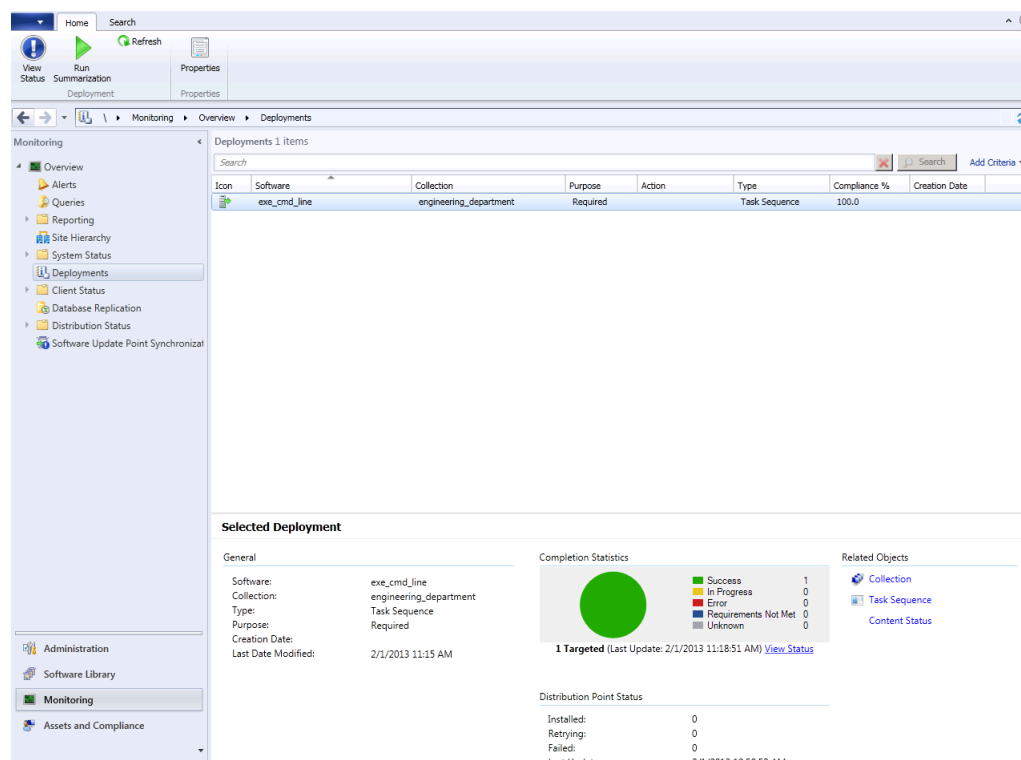 Home Search
View Status
Run Summarization
Refresh
Properties
Deployment
Properties
\ Monitoring Overview Deployments
Monitoring
Overview
Alerts
Queries
Reporting
Site Hierarchy
System Status
Deployments
Client Status
Database Replication
Distribution Status
Software Update Point Synchronizat
Administration
Software Library
Monitoring
Assets and Compliance
Deployments 1 items
Search Search Add Criteria
Icon Software Collection Purpose Action Type Compliance % Creation Date
exe_cmd_line engineering_department Required Task Sequence 100.0
Selected Deployment
General
Software: exe_cmd_line
Collection: engineering_department
Type: Task Sequence
Purpose: Required
Creation Date:
Last Date Modified: 2/1/2013 11:15 AM
Completion Statistics
Success 1
In Progress 0
Error 0
Requirements Not Met 0
Unknown 0
1 Targeted (Last Update: 2/1/2013 11:18:51 AM) View Status
Distribution Point Status
Installed: 0
Retrying: 0
Failed: 0
Related Objects
Collection
Task Sequence
Content Status